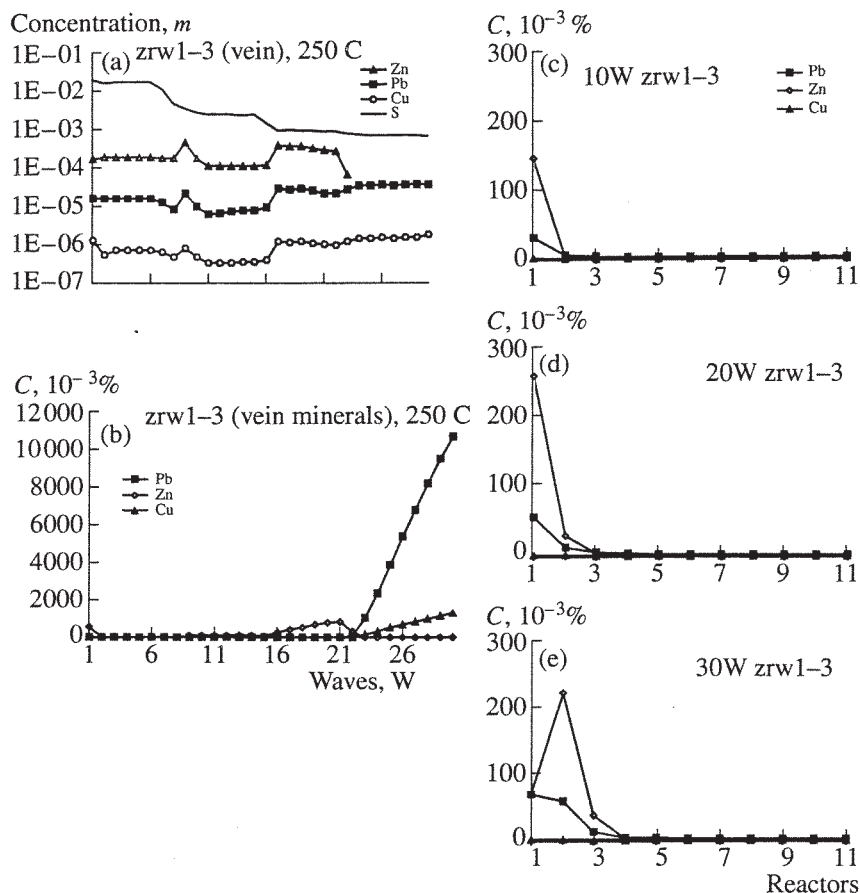 Concentration, m
1E–01
1E–02
1E–03
1E–04
1E–05
1E–06
1E–07
(a) zrw1–3 (vein), 250 C
Zn
Pb
Cu
S
C, 10⁻³%
12000
10000
8000
6000
4000
2000
0
(b) zrw1–3 (vein minerals), 250 C
Pb
Zn
Cu
1 6 11 16 21 26
Waves, W
C, 10⁻³%
300
200
100
0
(c) 10W zrw1–3
Pb
Zn
Cu
1 3 5 7 9 11
C, 10⁻³%
300
200
100
0
(d) 20W zrw1–3
1 3 5 7 9 11
C, 10⁻³%
300
200
100
0
(e) 30W zrw1–3
1 3 5 7 9 11
Reactors